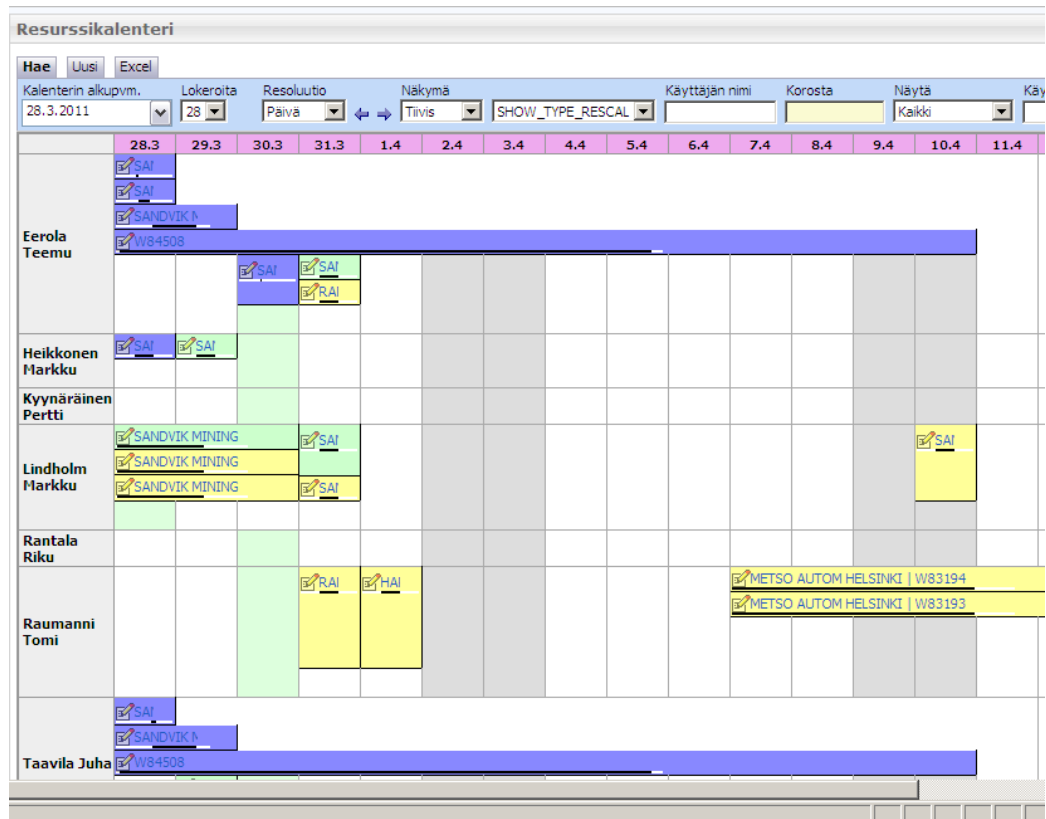 Resurssikalenteri
Hae Uusi Excel
Kalenterin alkupvm. Lokeroita Resoluutio Näkymä Käyttäjän nimi Korosta Näytä Käy
28.3.2011 28 Päivä Tiivis SHOW_TYPE_RESCAL Kaikki
28.3 29.3 30.3 31.3 1.4 2.4 3.4 4.4 5.4 6.4 7.4 8.4 9.4 10.4 11.4
SAI
SAI
SANDVIK M
Eerola
Teemu
W84508
SAI SAI
RAI
Heikkonen
Markku
SAI SAI
Kyynäräinen
Pertti
Lindholm
Markku
SANDVIK MINING SAI SAI
SANDVIK MINING
SANDVIK MINING SAI
Rantala
Riku
Raumanni
Tomi
RAI HAI METSO AUTOM HELSINKI | W83194
METSO AUTOM HELSINKI | W83193
SAI
SANDVIK M
Taavila Juha W84508